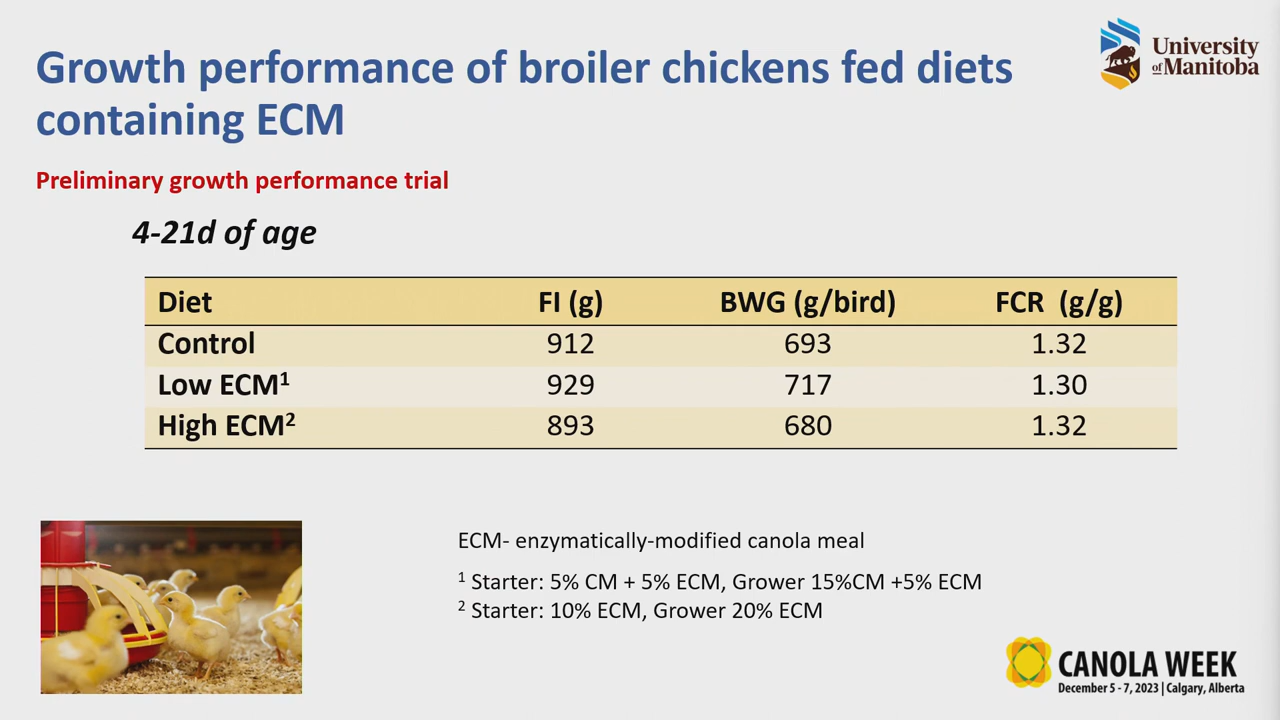 Growth performance of broiler chickens fed diets
containing ECM
University
of Manitoba
Preliminary growth performance trial
4-21d of age
Diet FI (g) BWG (g/bird) FCR (g/g)
Control 912 693 1.32
Low ECM¹ 929 717 1.30
High ECM² 893 680 1.32
ECM- enzymatically-modified canola meal
¹ Starter: 5% CM + 5% ECM, Grower 15%CM +5% ECM
² Starter: 10% ECM, Grower 20% ECM
CANOLA WEEK
December 5 - 7, 2023 | Calgary, Alberta